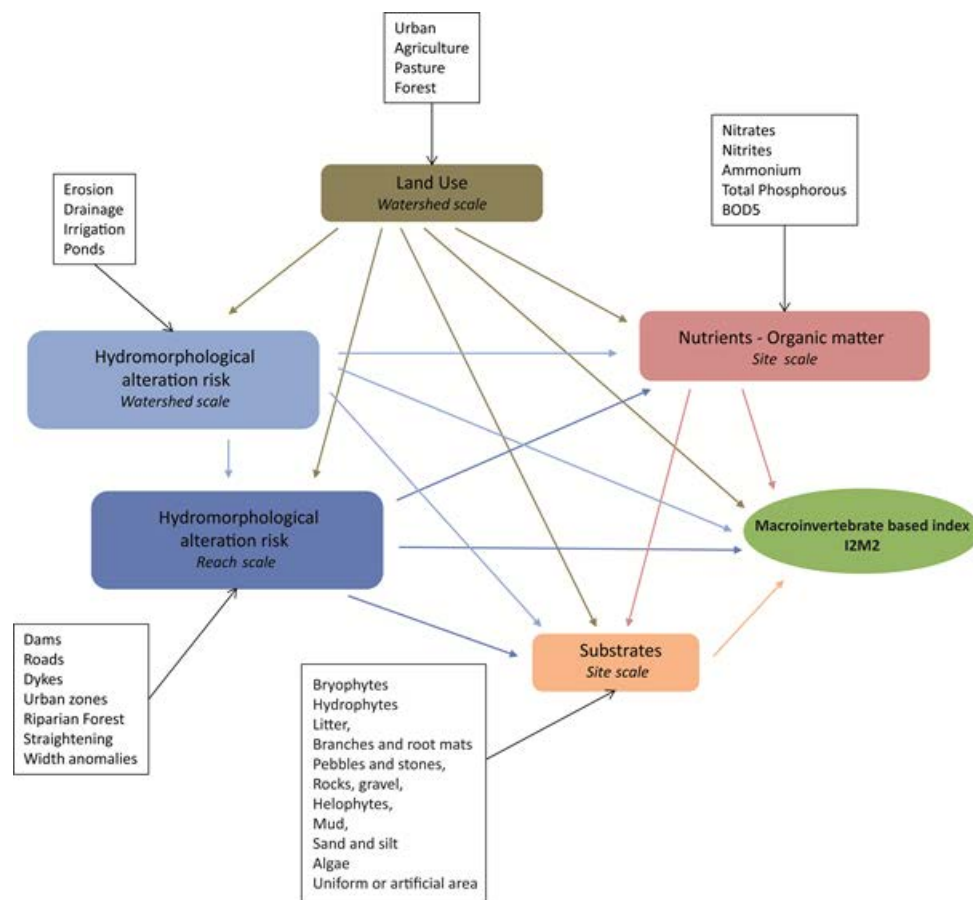 Urban
Agriculture
Pasture
Forest
Nitrates
Nitrites
Ammonium
Total Phosphorous
BOD5
Land Use
Watershed scale
Erosion
Drainage
Irrigation
Ponds
Hydromorphological
alteration risk
Watershed scale
Nutrients - Organic matter
Site scale
Hydromorphological
alteration risk
Reach scale
Macroinvertebrate based index
I2M2
Dams
Roads
Dykes
Urban zones
Riparian Forest
Straightening
Width anomalies
Substrates
Site scale
Bryophytes
Hydrophytes
Litter,
Branches and root mats
Pebbles and stones,
Rocks, gravel,
Helophytes,
Mud,
Sand and silt
Algae
Uniform or artificial area